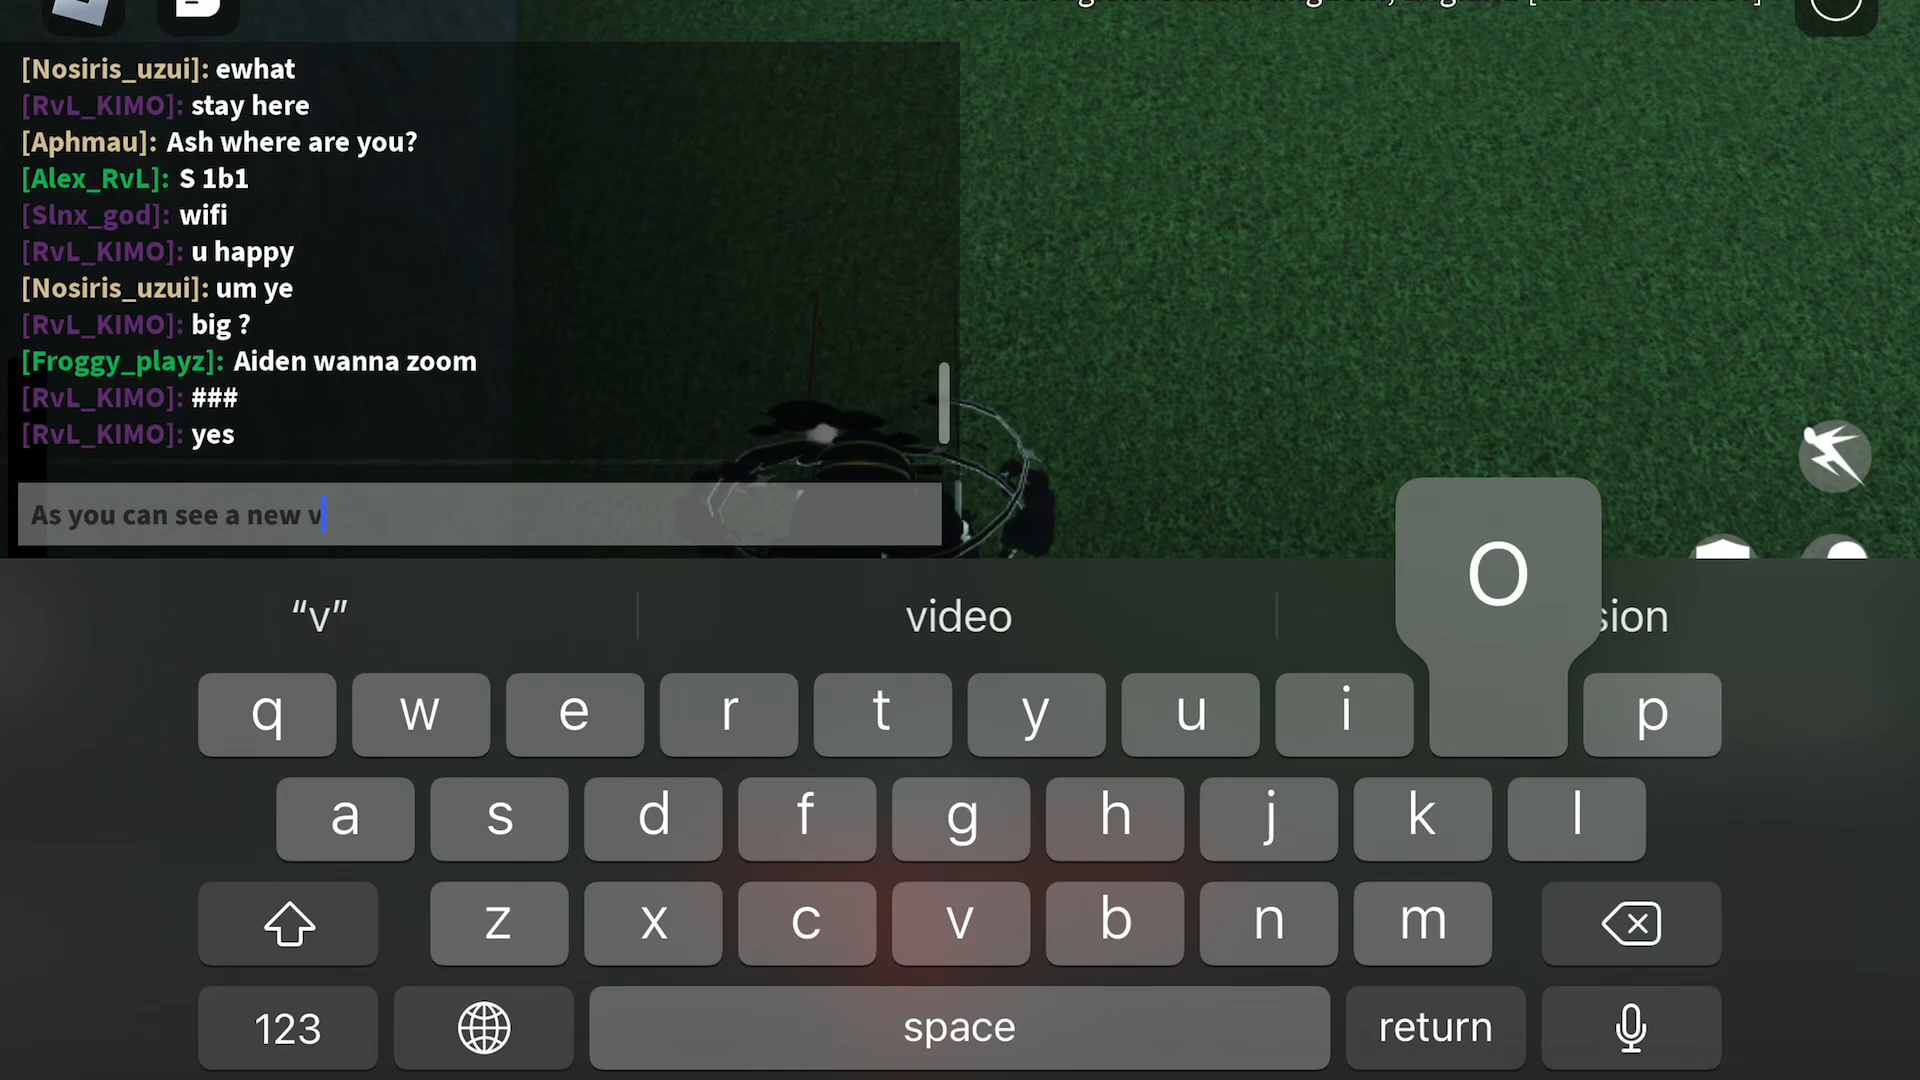 [Nosiris_uzui]: ewhat
[RvL_KIMO]: stay here
[Aphmau]: Ash where are you?
[Alex_RvL]: S 1b1
[Slnx_god]: wifi
[RvL_KIMO]: u happy
[Nosiris_uzui]: um ye
[RvL_KIMO]: big ?
[Froggy_playz]: Aiden wanna zoom
[RvL_KIMO]: ###
[RvL_KIMO]: yes
As you can see a new v
“v” video sion
O
q w e r t y u i p
a s d f g h j k l
z x c v b n m
123 space return